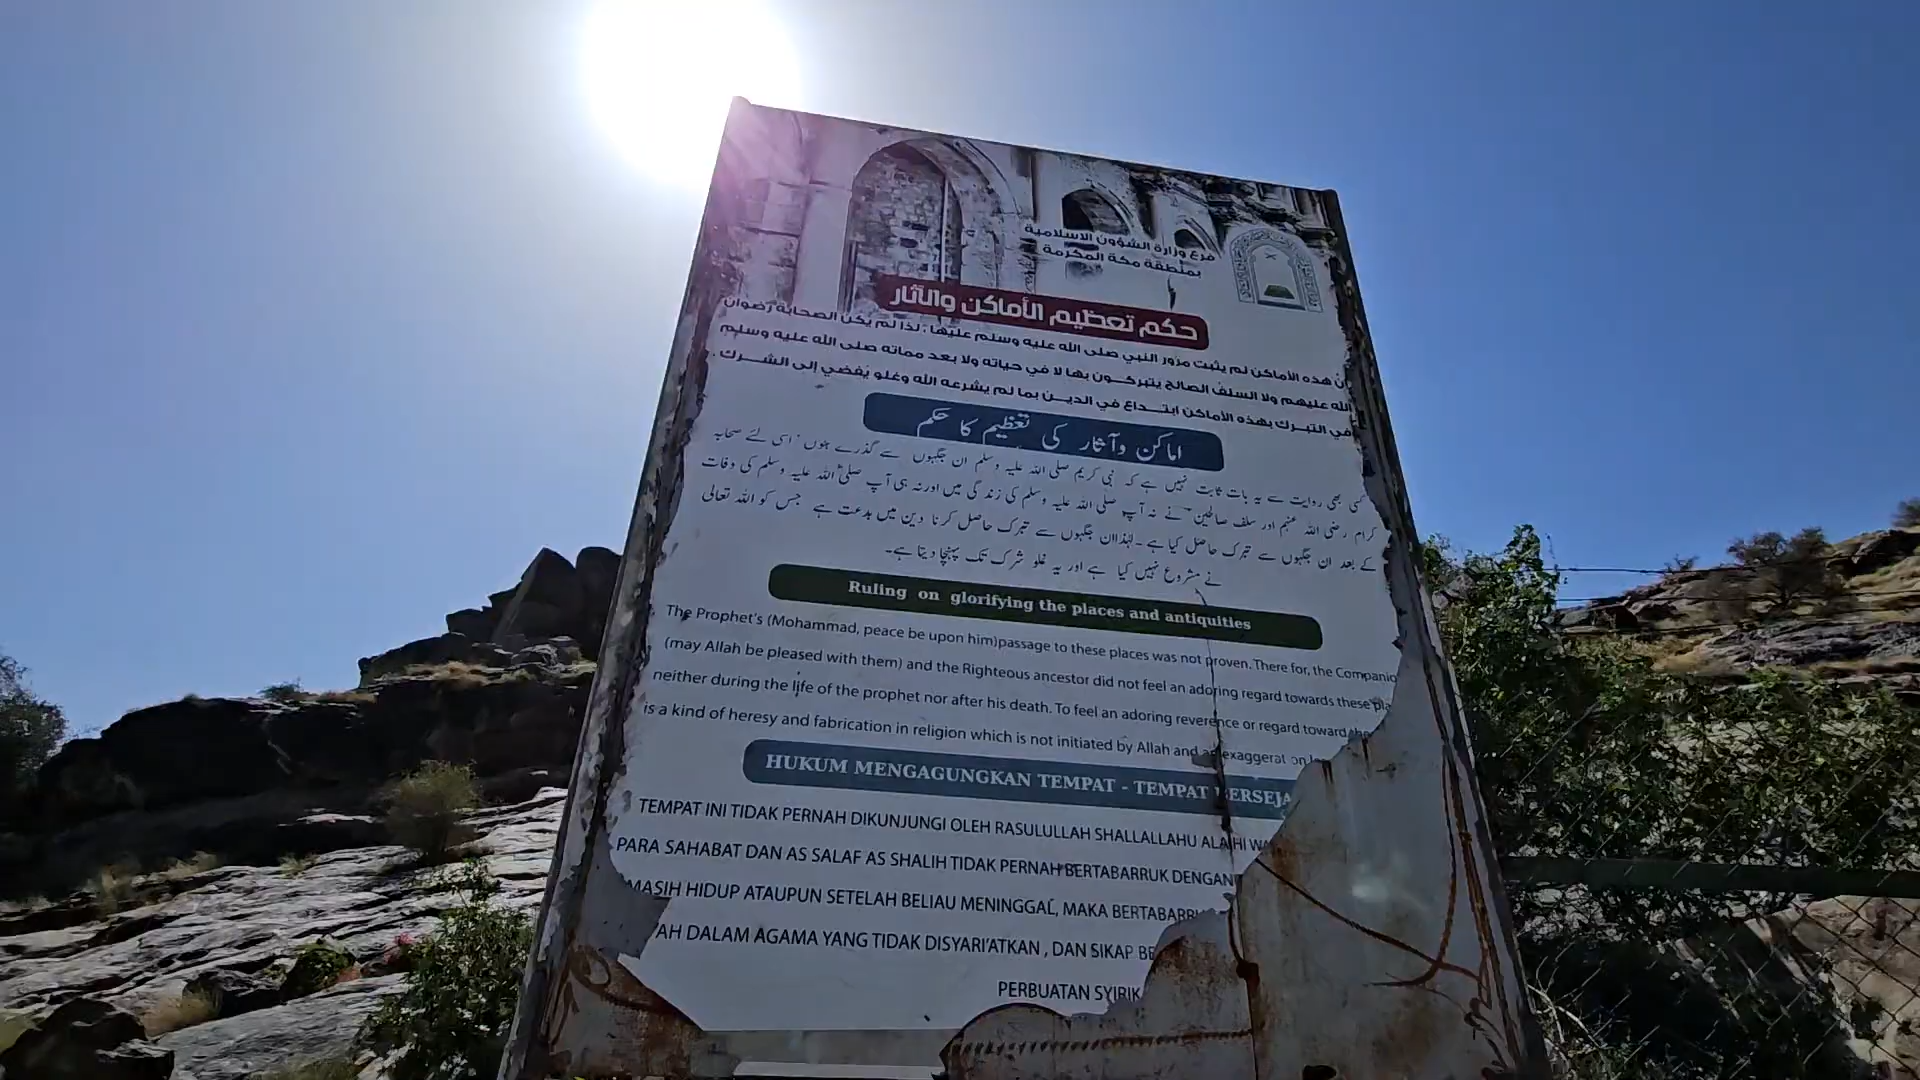 فرع وزارة الشؤون الاسلامية
بمنطقة مكة المكرمة
حكم تعظيم الأماكن والآثار
أن هذه الأماكن لم يثبت مرور النبي صلى الله عليه وسلم عليها ; لذا لم يكن الصحابة رضوان
الله عليهم ولا السلف الصالح يتبركون بها لا في حياته ولا بعد مماته صلى الله عليه وسلم
في التبرك بهذه الأماكن ابتداع في الدين بما لم يشرعه الله وغلو يُفضي إلى الشرك .
اماکن وآثار کی تعظیم کا حکم
کسی بھی روایت سے یہ بات ثابت نہیں ہے کہ نبی کریم صلی اللہ علیہ وسلم ان جگہوں سے گذرے ہوں اسی لئے صحابہ
کرام رضی اللہ عنہم اور سلف صالحین نے نہ آپ صلی اللہ علیہ وسلم کی زندگی میں اور نہ ہی آپ صلی اللہ علیہ وسلم کی وفات
کے بعد ان جگہوں سے تبرک حاصل کیا ہے ۔ لہٰذا ان جگہوں سے تبرک حاصل کرنا دین میں بدعت ہے جس کو اللہ تعالی
نے مشروع نہیں کیا ہے اور یہ غلو شرک تک پہنچا دیتا ہے۔
Ruling on glorifying the places and antiquities
The Prophet's (Mohammad, peace be upon him)passage to these places was not proven. There for, the Companio
(may Allah be pleased with them) and the Righteous ancestor did not feel an adoring regard towards these pla
neither during the life of the prophet nor after his death. To feel an adoring reverence or regard toward the
is a kind of heresy and fabrication in religion which is not initiated by Allah and an exaggerat on
HUKUM MENGAGUNGKAN TEMPAT - TEMPAT BERSEJA
TEMPAT INI TIDAK PERNAH DIKUNJUNGI OLEH RASULULLAH SHALLALLAHU ALAIHI WA
PARA SAHABAT DAN AS SALAF AS SHALIH TIDAK PERNAH BERTABARRUK DENGAN
MASIH HIDUP ATAUPUN SETELAH BELIAU MENINGGAL, MAKA BERTABARRU
'AH DALAM AGAMA YANG TIDAK DISYARI'ATKAN , DAN SIKAP BE
PERBUATAN SYIRIK